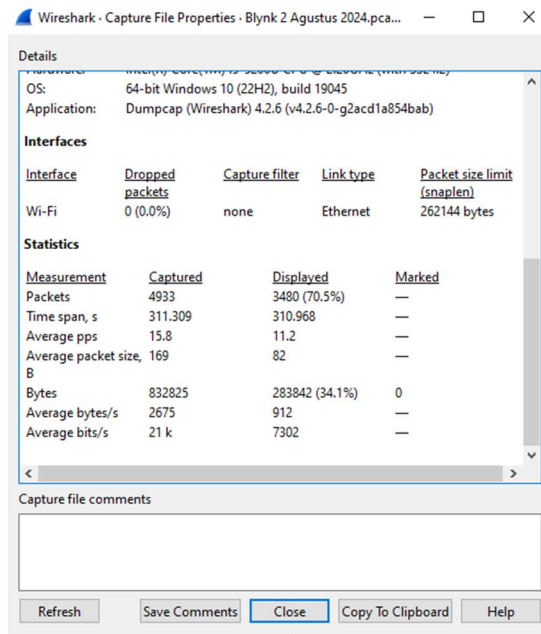 Wireshark · Capture File Properties · Blynk 2 Agustus 2024.pca...
Details
OS: 64-bit Windows 10 (22H2), build 19045
Application: Dumpcap (Wireshark) 4.2.6 (v4.2.6-0-g2acd1a854bab)
Interfaces
Interface Dropped packets Capture filter Link type Packet size limit (snaplen)
Wi-Fi 0 (0.0%) none Ethernet 262144 bytes
Statistics
Measurement Captured Displayed Marked
Packets 4933 3480 (70.5%) —
Time span, s 311.309 310.968 —
Average pps 15.8 11.2 —
Average packet size, B 169 82 —
Bytes 832825 283842 (34.1%) 0
Average bytes/s 2675 912 —
Average bits/s 21 k 7302 —
Capture file comments
Refresh Save Comments Close Copy To Clipboard Help